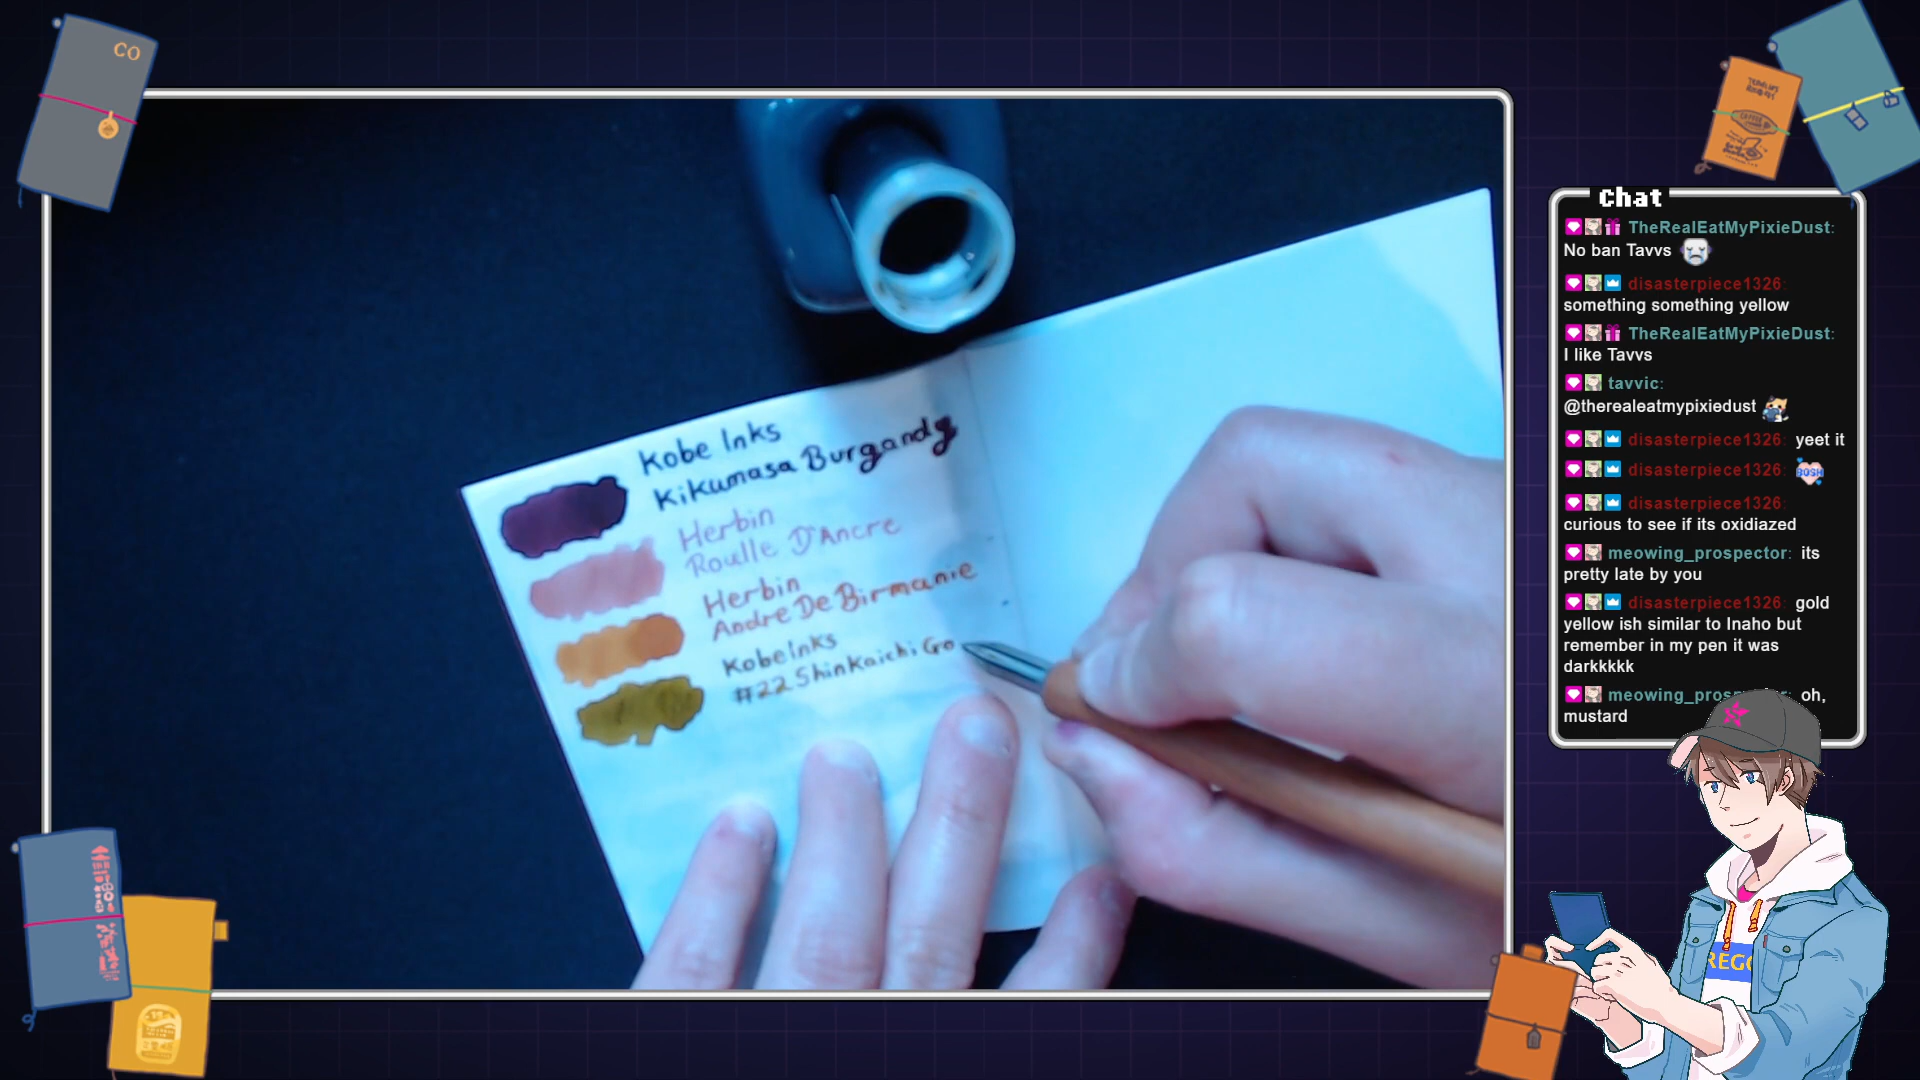 CO
chat
TheRealEatMyPixieDust:
No ban Tavvs
disasterpiece1326:
something something yellow
TheRealEatMyPixieDust:
I like Tavvs
tavvic:
@therealeatmypixiedust
disasterpiece1326: yeet it
disasterpiece1326: BOSH
disasterpiece1326:
curious to see if its oxidiazed
meowing_prospector: its
pretty late by you
disasterpiece1326: gold
yellow ish similar to Inaho but
remember in my pen it was
darkkkkk
oh,
mustard
Kobe Inks
Kikumasa Burgandy
Herbin
Roulle D'Ancre
Herbin
Andre De Birmanie
Kobe Inks
#22 Shinkaichi Go
REGO